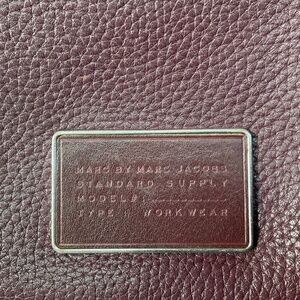 MARC BY MARC JACOBS
STANDARD SUPPLY
MODEL#:
TYPE : WORKWEAR